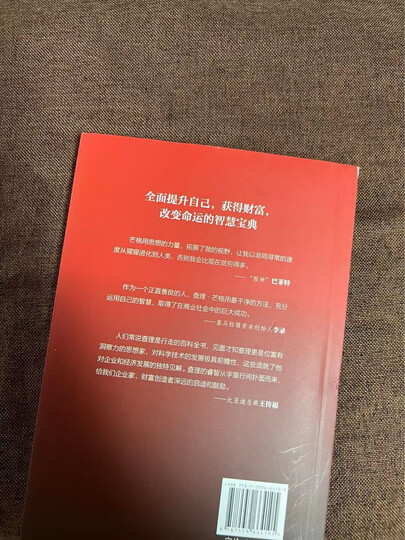 全面提升自己，获得财富，
改变命运的智慧宝典
芒格用思想的力量，拓展了我的视野，让我以非同寻常的速
度从猩猩进化到人类，否则我会比现在贫穷得多。
——“股神”巴菲特
作为一个正直善良的人，查理·芒格用最干净的方法，充分
运用自己的智慧，取得了在商业社会中的巨大成功。
——喜马拉雅资本创始人李录
人们常说查理是行走的百科全书，见面才知查理更是位富有
洞察力的思想家，对科学技术的发展极具前瞻性，这些造就了他
对企业和经济发展的独特见解。查理的睿智从字里行间扑面而来，
给我们企业家、财富创造者深远的启迪和鼓励。
——比亚迪总裁王传福